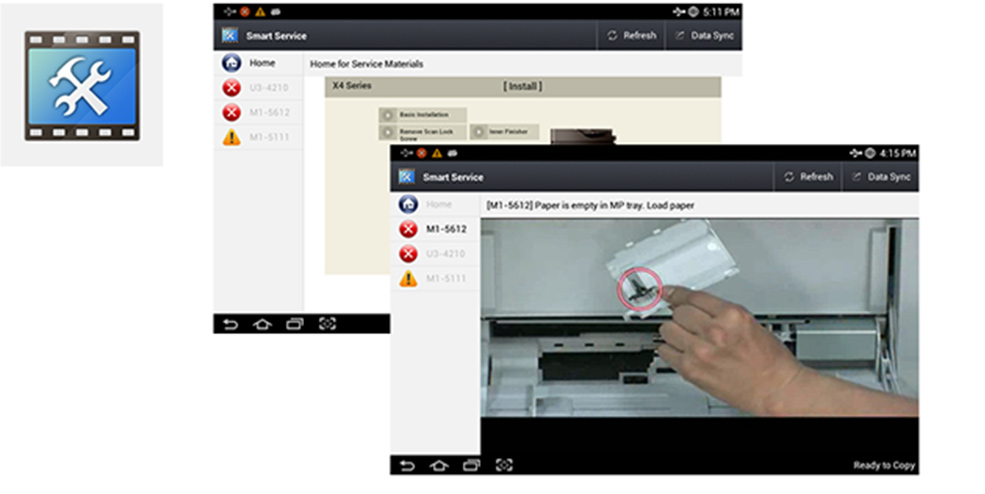 5:11 PM
Smart Service
Refresh
Data Sync
Home
Home for Service Materials
U3-4210
M1-5612
M1-5111
X4 Series
[ Install ]
Basic Installation
Remove Scan Lock
Screw
Inner Finisher
4:15 PM
Smart Service
Refresh
Data Sync
Home
[M1-5612] Paper is empty in MP tray. Load paper
M1-5612
U3-4210
M1-5111
Ready to Copy